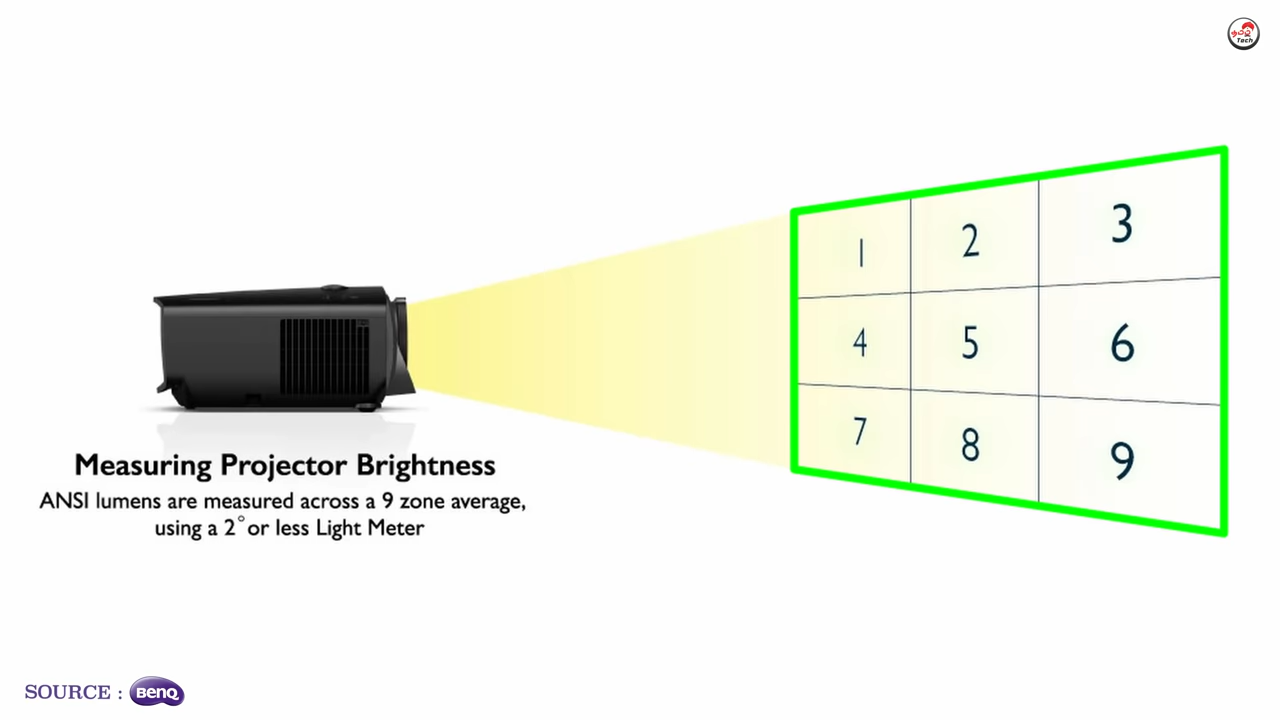 Tech
1
2
3
4
5
6
7
8
9
Measuring Projector Brightness
ANSI lumens are measured across a 9 zone average,
using a 2° or less Light Meter
SOURCE : BenQ